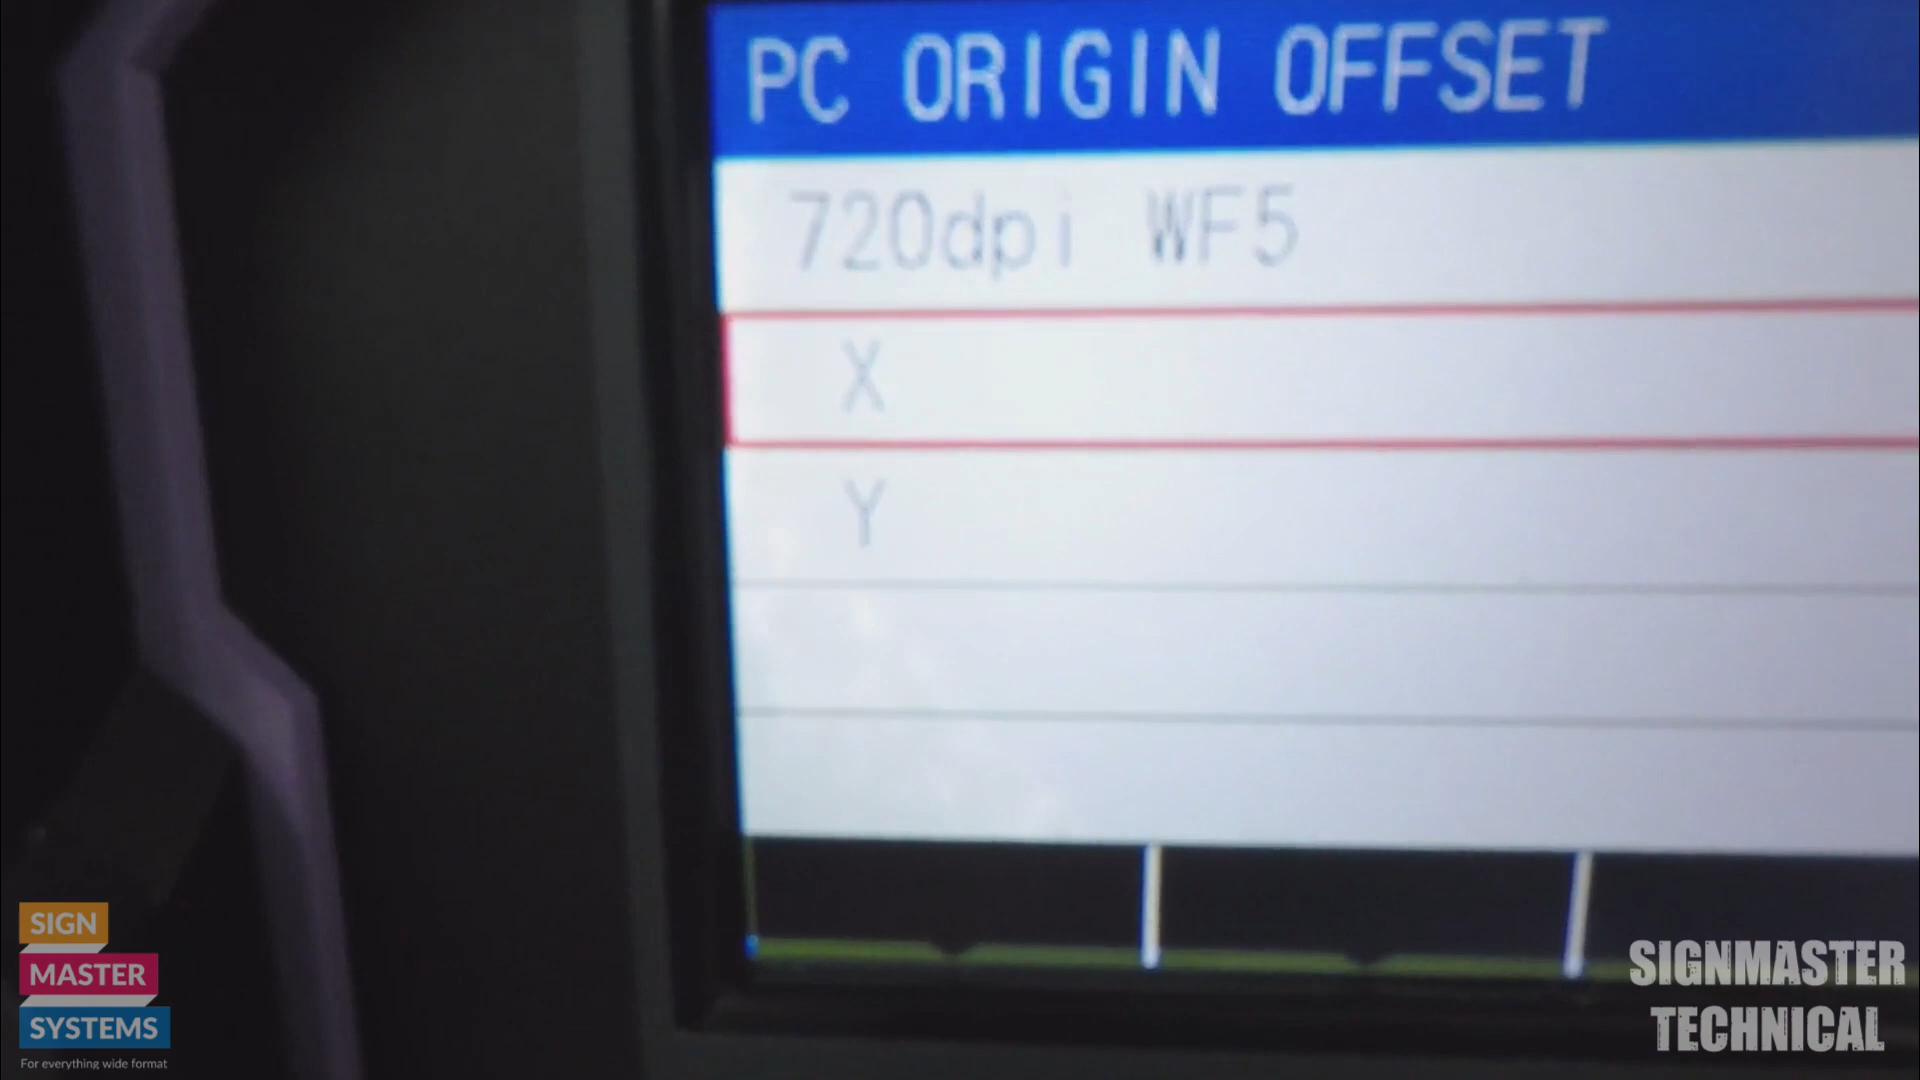 PC ORIGIN OFFSET
720dpi WF5
X
Y
SIGN
MASTER
SYSTEMS
For everything wide format
SIGNMASTER
TECHNICAL